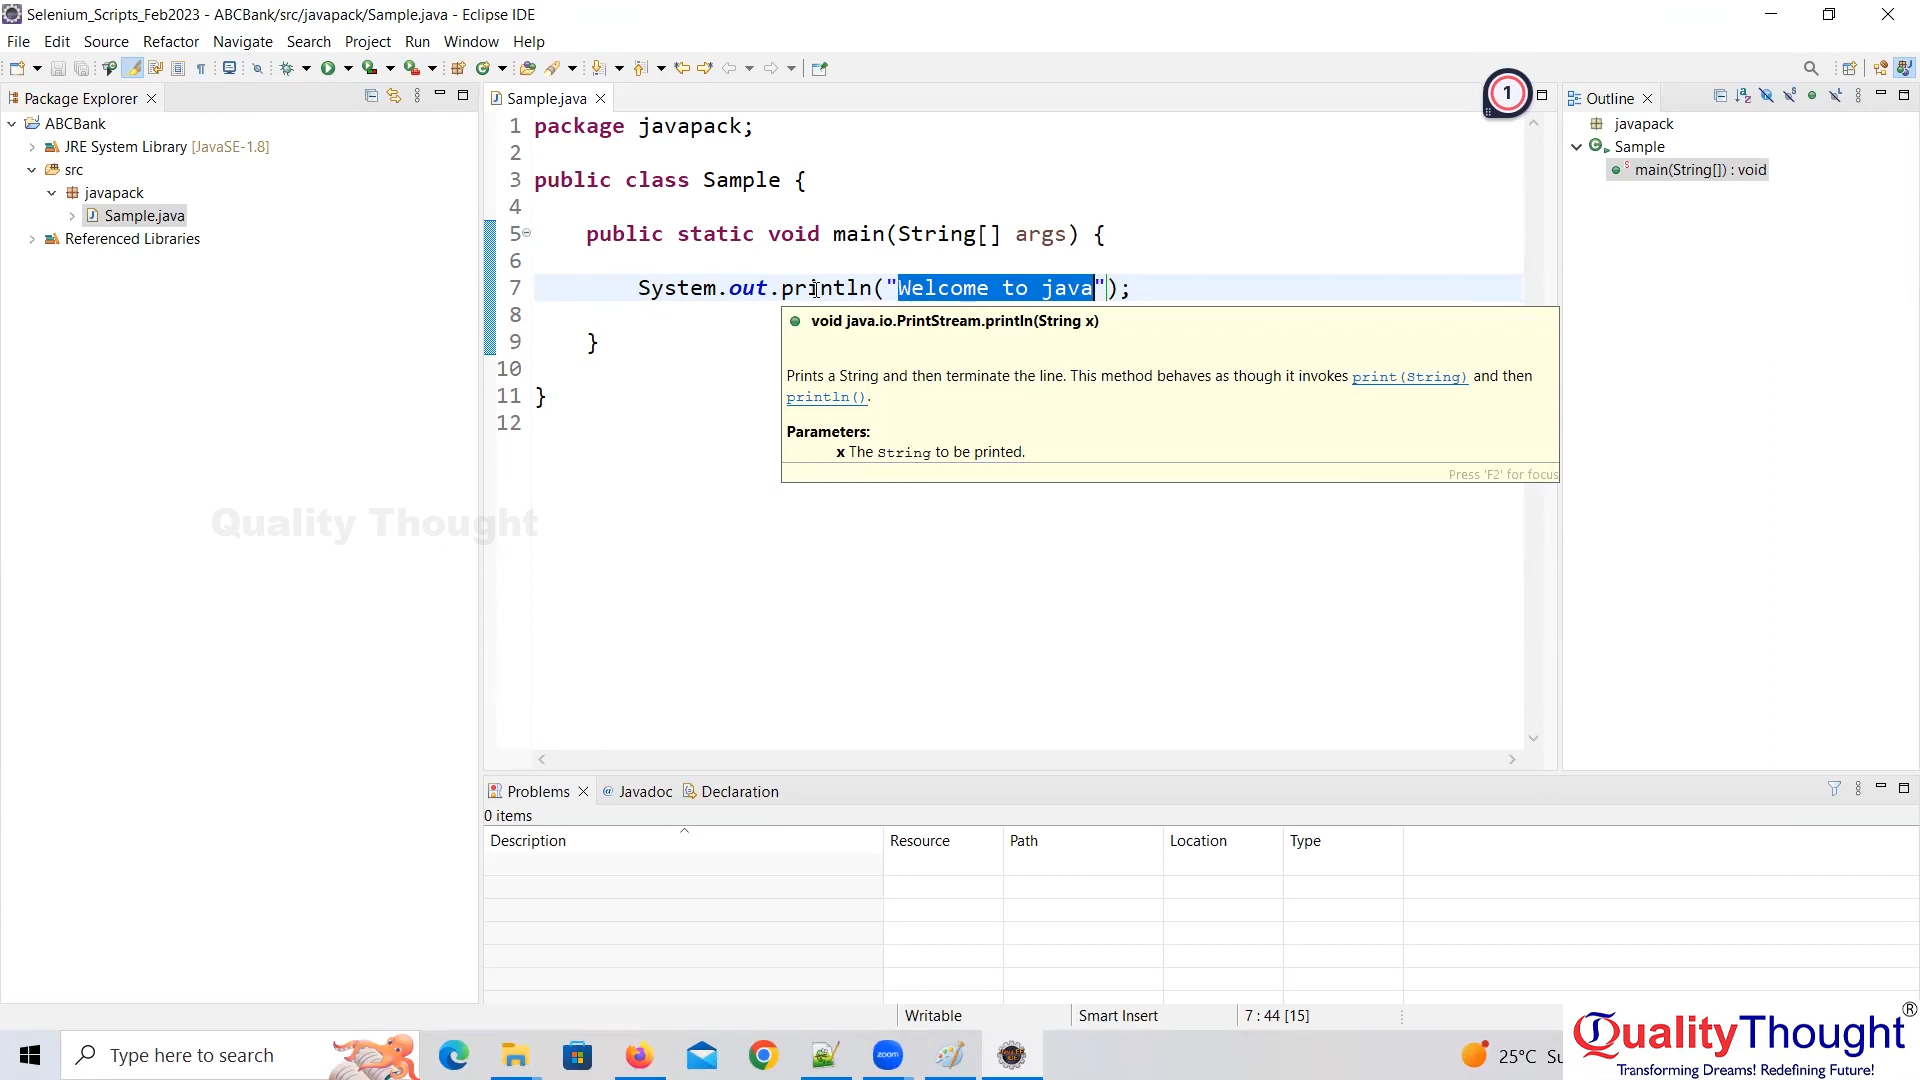 Selenium_Scripts_Feb2023 - ABCBank/src/javapack/Sample.java - Eclipse IDE
File Edit Source Refactor Navigate Search Project Run Window Help
Package Explorer
ABCBank
JRE System Library [JavaSE-1.8]
src
javapack
Sample.java
Referenced Libraries
Sample.java
1 package javapack;
2
3 public class Sample {
4
5 public static void main(String[] args) {
6
7 System.out.println("Welcome to java");
8
9 }
10
11 }
12
void java.io.PrintStream.println(String x)
Prints a String and then terminate the line. This method behaves as though it invokes print(String) and then
println().
Parameters:
x The String to be printed.
Press 'F2' for focus
1
Outline
javapack
Sample
main(String[]) : void
Quality Thought
Problems Javadoc Declaration
0 items
Description Resource Path Location Type
Writable Smart Insert 7 : 44 [15]
Type here to search
zoom
25°C
QualityThought®
Transforming Dreams! Redefining Future!